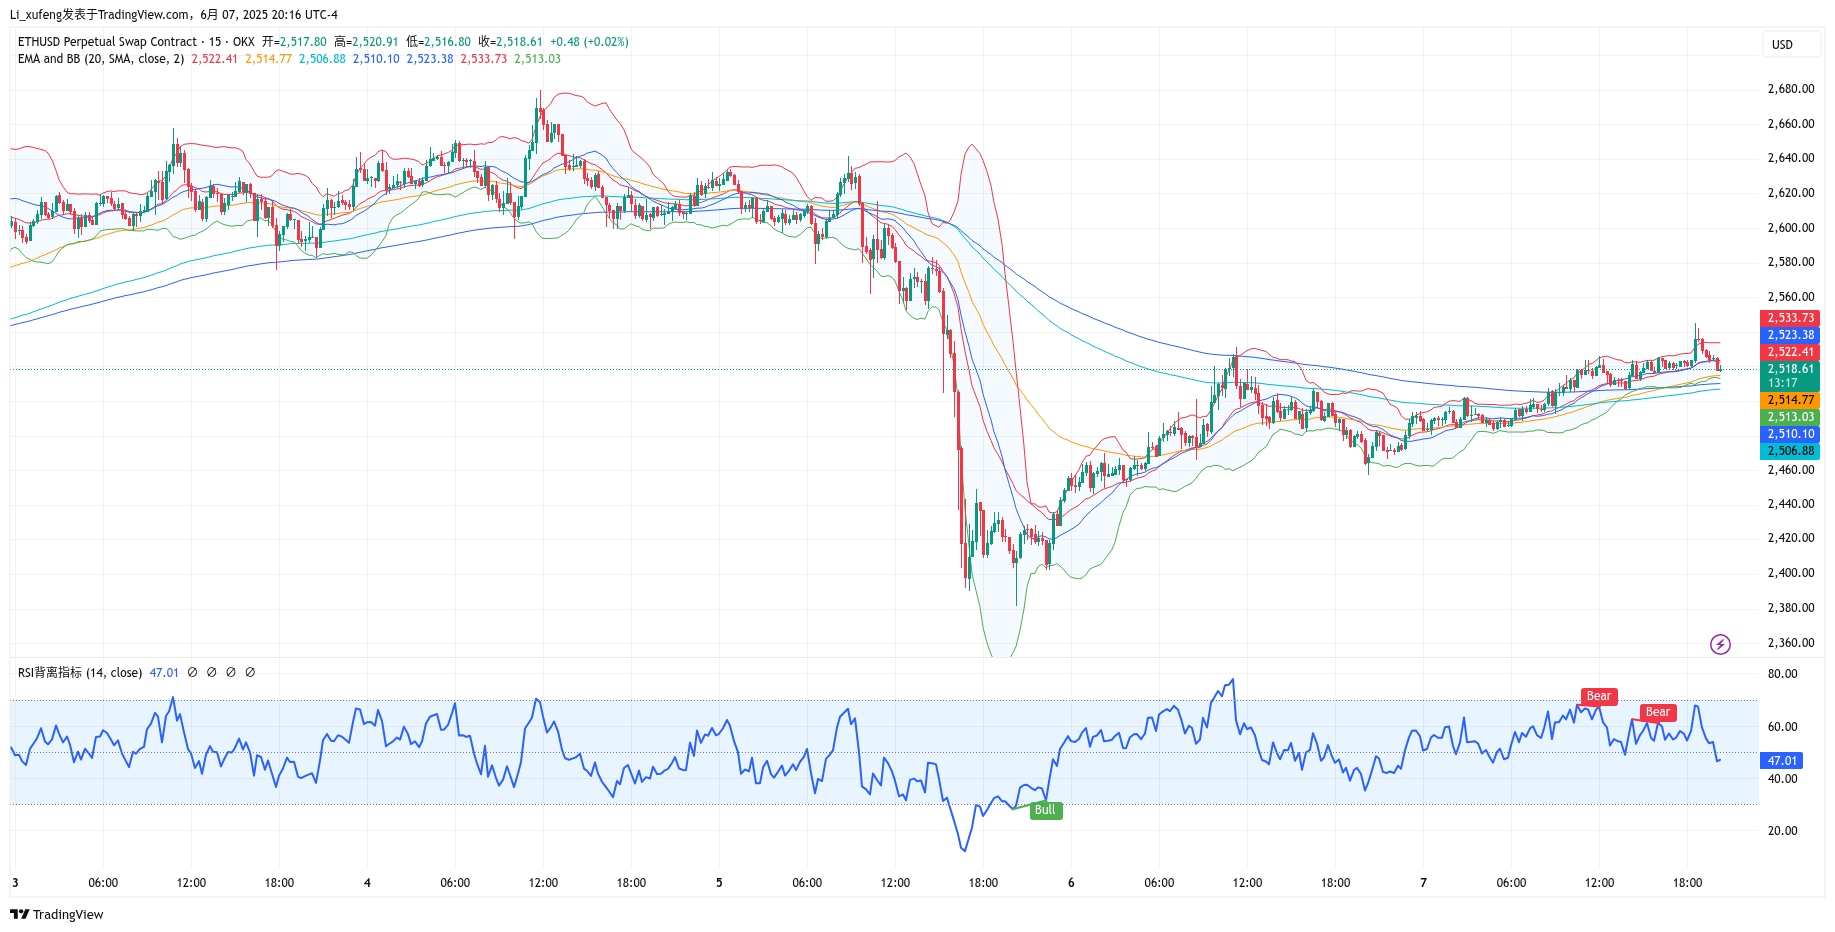 Li_xufeng发表于TradingView.com，6月 07, 2025 20:16 UTC-4
ETHUSD Perpetual Swap Contract · 15 · OKX 开=2,517.80 高=2,520.91 低=2,516.80 收=2,518.61 +0.48 (+0.02%)
EMA and BB (20, SMA, close, 2) 2,522.41 2,514.77 2,506.88 2,510.10 2,523.38 2,533.73 2,513.03
USD
2,680.00
2,660.00
2,640.00
2,620.00
2,600.00
2,580.00
2,560.00
2,533.73
2,523.38
2,522.41
2,518.61
13:17
2,514.77
2,513.03
2,510.10
2,506.88
2,460.00
2,440.00
2,420.00
2,400.00
2,380.00
2,360.00
RSI背离指标 (14, close) 47.01 ∅ ∅ ∅ ∅
80.00
Bear
Bear
60.00
47.01
40.00
Bull
20.00
3 06:00 12:00 18:00 4 06:00 12:00 18:00 5 06:00 12:00 18:00 6 06:00 12:00 18:00 7 06:00 12:00 18:00
TradingView